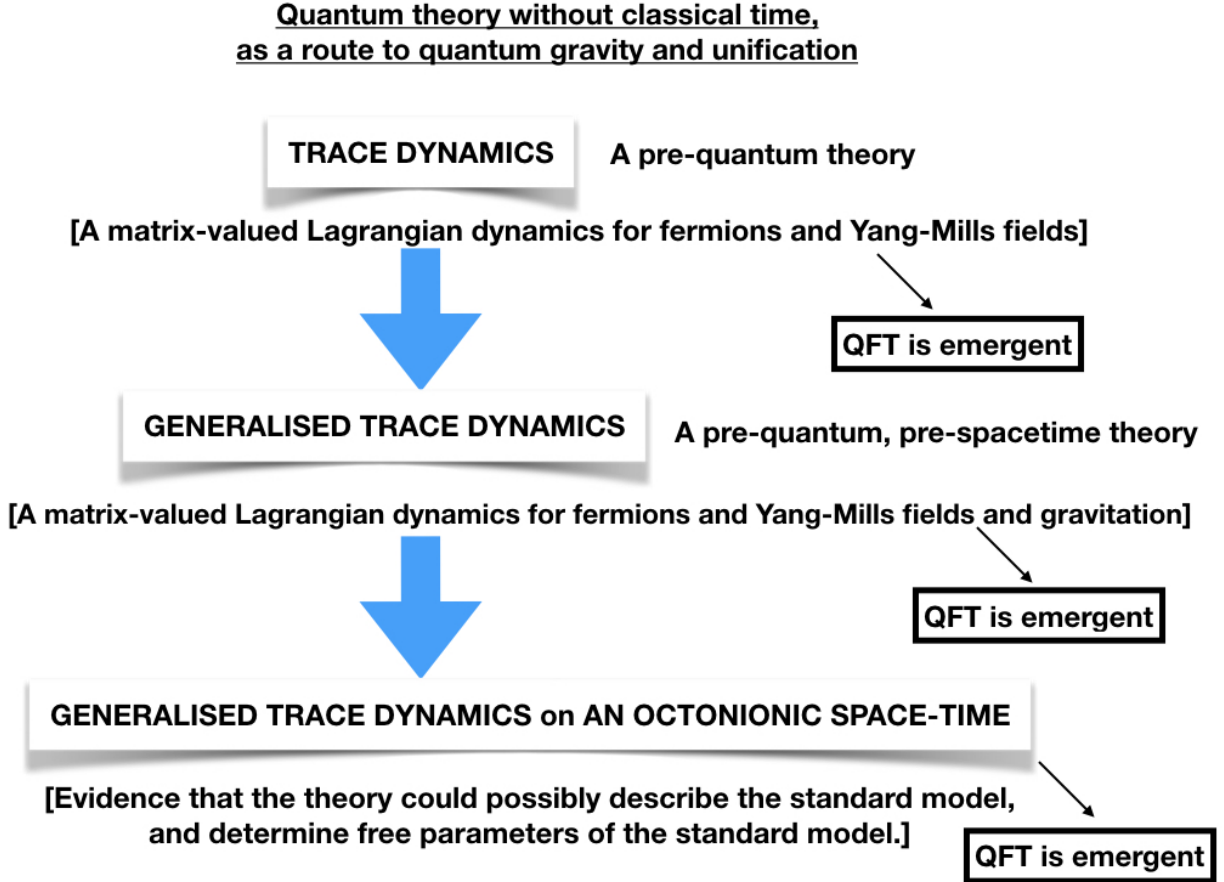 Quantum theory without classical time,
as a route to quantum gravity and unification
TRACE DYNAMICS
A pre-quantum theory
[A matrix-valued Lagrangian dynamics for fermions and Yang-Mills fields]
QFT is emergent
GENERALISED TRACE DYNAMICS
A pre-quantum, pre-spacetime theory
[A matrix-valued Lagrangian dynamics for fermions and Yang-Mills fields and gravitation]
QFT is emergent
GENERALISED TRACE DYNAMICS on AN OCTONIONIC SPACE-TIME
[Evidence that the theory could possibly describe the standard model,
and determine free parameters of the standard model.]
QFT is emergent